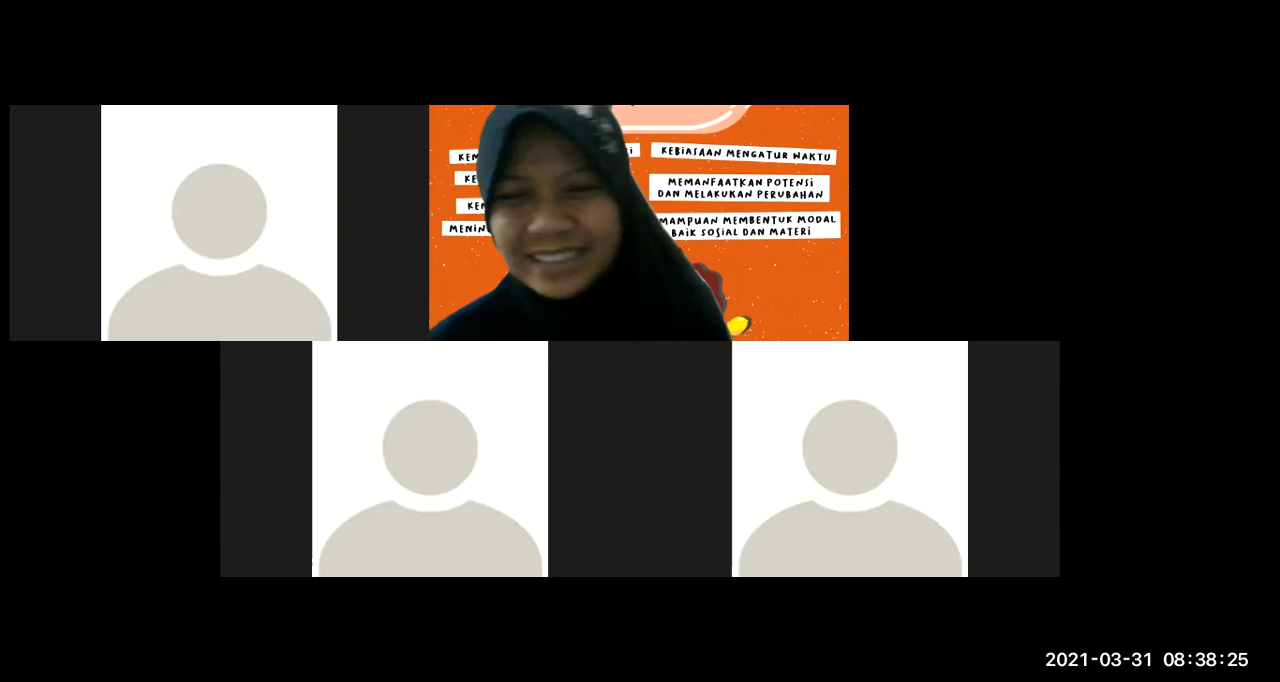 KEBIASAAN MENGATUR WAKTU
MEMANFAATKAN POTENSI
DAN MELAKUKAN PERUBAHAN
MAMPUAN MEMBENTUK MODAL
BAIK SOSIAL DAN MATERI
2021-03-31 08:38:25